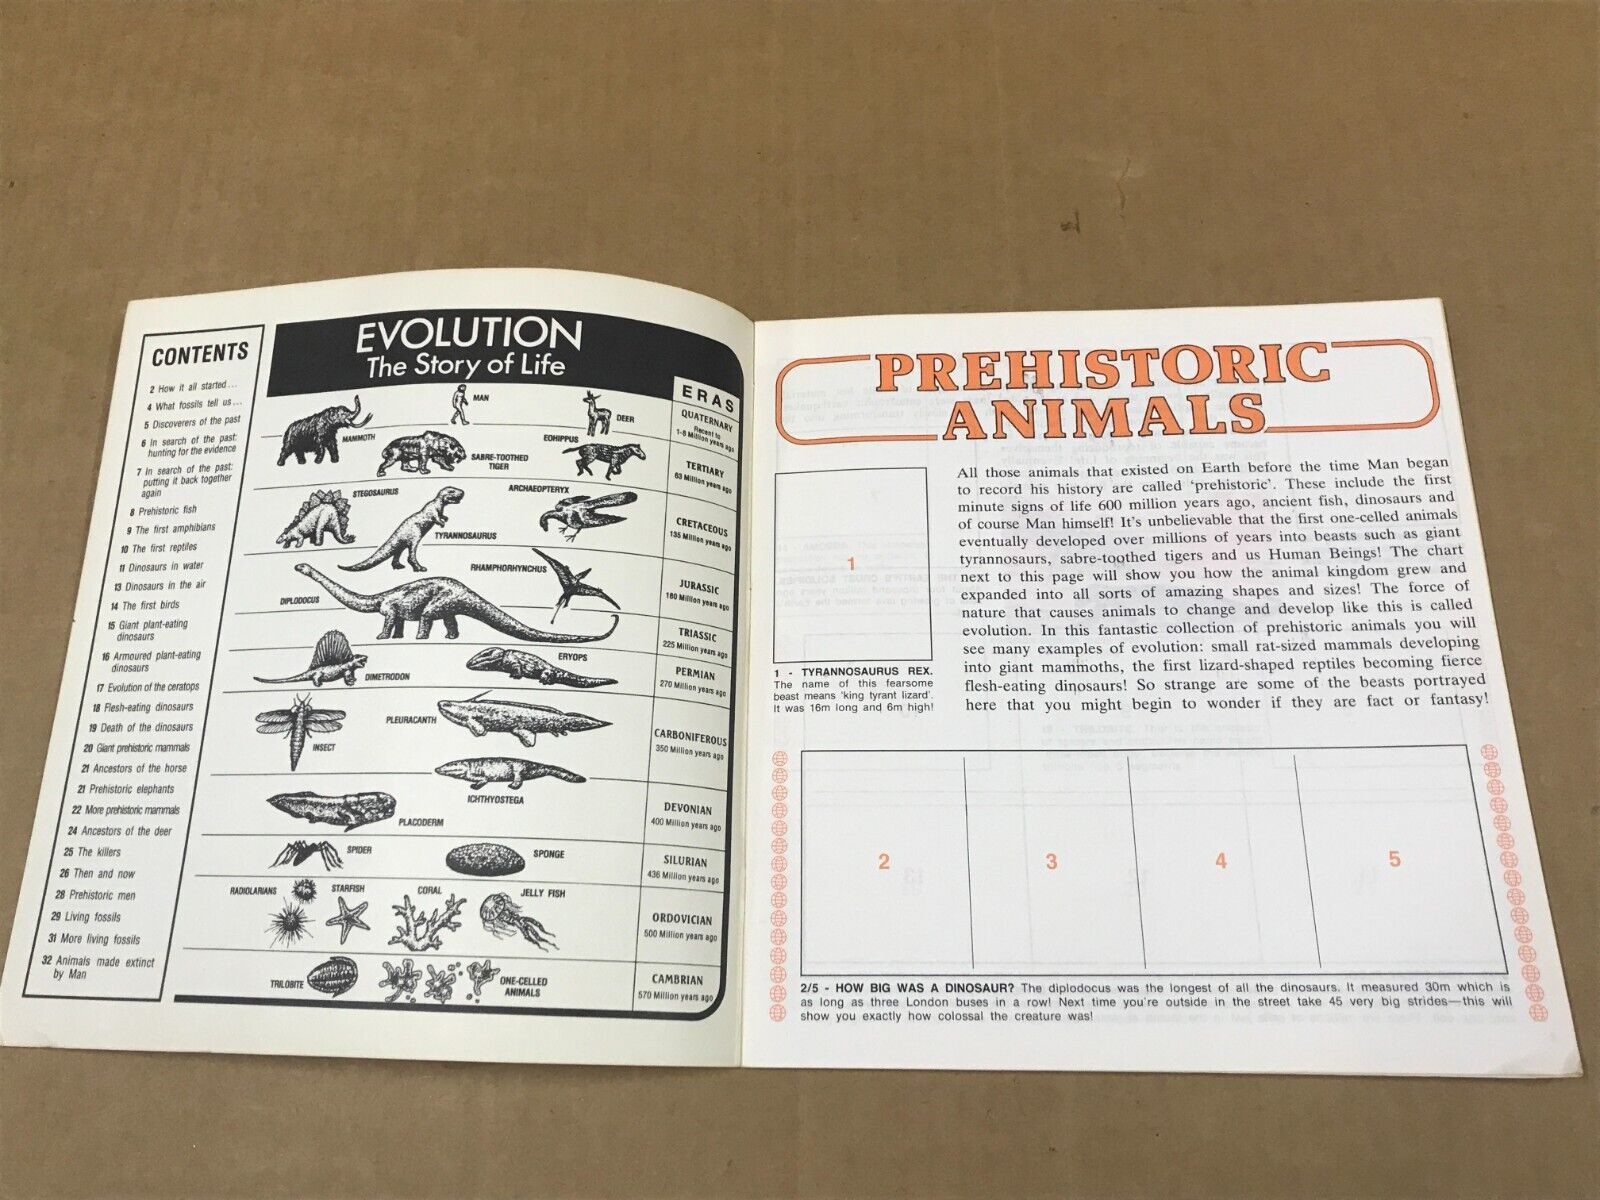 CONTENTS
2 How it all started...
4 What fossils tell us...
5 Discoverers of the past
6 In search of the past:
hunting for the evidence
7 In search of the past:
putting it back together
again
8 Prehistoric fish
9 The first amphibians
10 The first reptiles
11 Dinosaurs in water
13 Dinosaurs in the air
14 The first birds
15 Giant plant-eating
dinosaurs
16 Armoured plant-eating
dinosaurs
17 Evolution of the ceratops
18 Flesh-eating dinosaurs
19 Death of the dinosaurs
20 Giant prehistoric mammals
21 Ancestors of the horse
21 Prehistoric elephants
22 More prehistoric mammals
24 Ancestors of the deer
25 The killers
26 Then and now
28 Prehistoric men
29 Living fossils
31 More living fossils
32 Animals made extinct
by Man
EVOLUTION
The Story of Life
ERAS
MAN
DEER
MAMMOTH
QUATERNARY
Recent to
1-8 Million years ago
EOHIPPUS
SABRE-TOOTHED
TIGER
TERTIARY
63 Million years ago
STEGOSAURUS
ARCHAEOPTERYX
TYRANNOSAURUS
CRETACEOUS
135 Million years ago
RHAMPHORHYNCHUS
DIPLODOCUS
JURASSIC
180 Million years ago
TRIASSIC
225 Million years ago
DIMETRODON
ERYOPS
PERMIAN
270 Million years ago
INSECT
PLEURACANTH
CARBONIFEROUS
350 Million years ago
ICHTHYOSTEGA
PLACODERM
DEVONIAN
400 Million years ago
SPIDER
SPONGE
SILURIAN
436 Million years ago
RADIOLARIANS
STARFISH
CORAL
JELLY FISH
ORDOVICIAN
500 Million years ago
TRILOBITE
ONE-CELLED
ANIMALS
CAMBRIAN
570 Million years ago
PREHISTORIC
ANIMALS
1
1 - TYRANNOSAURUS REX.
The name of this fearsome
beast means 'king tyrant lizard'.
It was 16m long and 6m high!
All those animals that existed on Earth before the time Man began
to record his history are called 'prehistoric'. These include the first
minute signs of life 600 million years ago, ancient fish, dinosaurs and
of course Man himself! It's unbelievable that the first one-celled animals
eventually developed over millions of years into beasts such as giant
tyrannosaurs, sabre-toothed tigers and us Human Beings! The chart
next to this page will show you how the animal kingdom grew and
expanded into all sorts of amazing shapes and sizes! The force of
nature that causes animals to change and develop like this is called
evolution. In this fantastic collection of prehistoric animals you will
see many examples of evolution: small rat-sized mammals developing
into giant mammoths, the first lizard-shaped reptiles becoming fierce
flesh-eating dinosaurs! So strange are some of the beasts portrayed
here that you might begin to wonder if they are fact or fantasy!
2
3
4
5
2/5 - HOW BIG WAS A DINOSAUR? The diplodocus was the longest of all the dinosaurs. It measured 30m which is
as long as three London buses in a row! Next time you're outside in the street take 45 very big strides—this will
show you exactly how colossal the creature was!